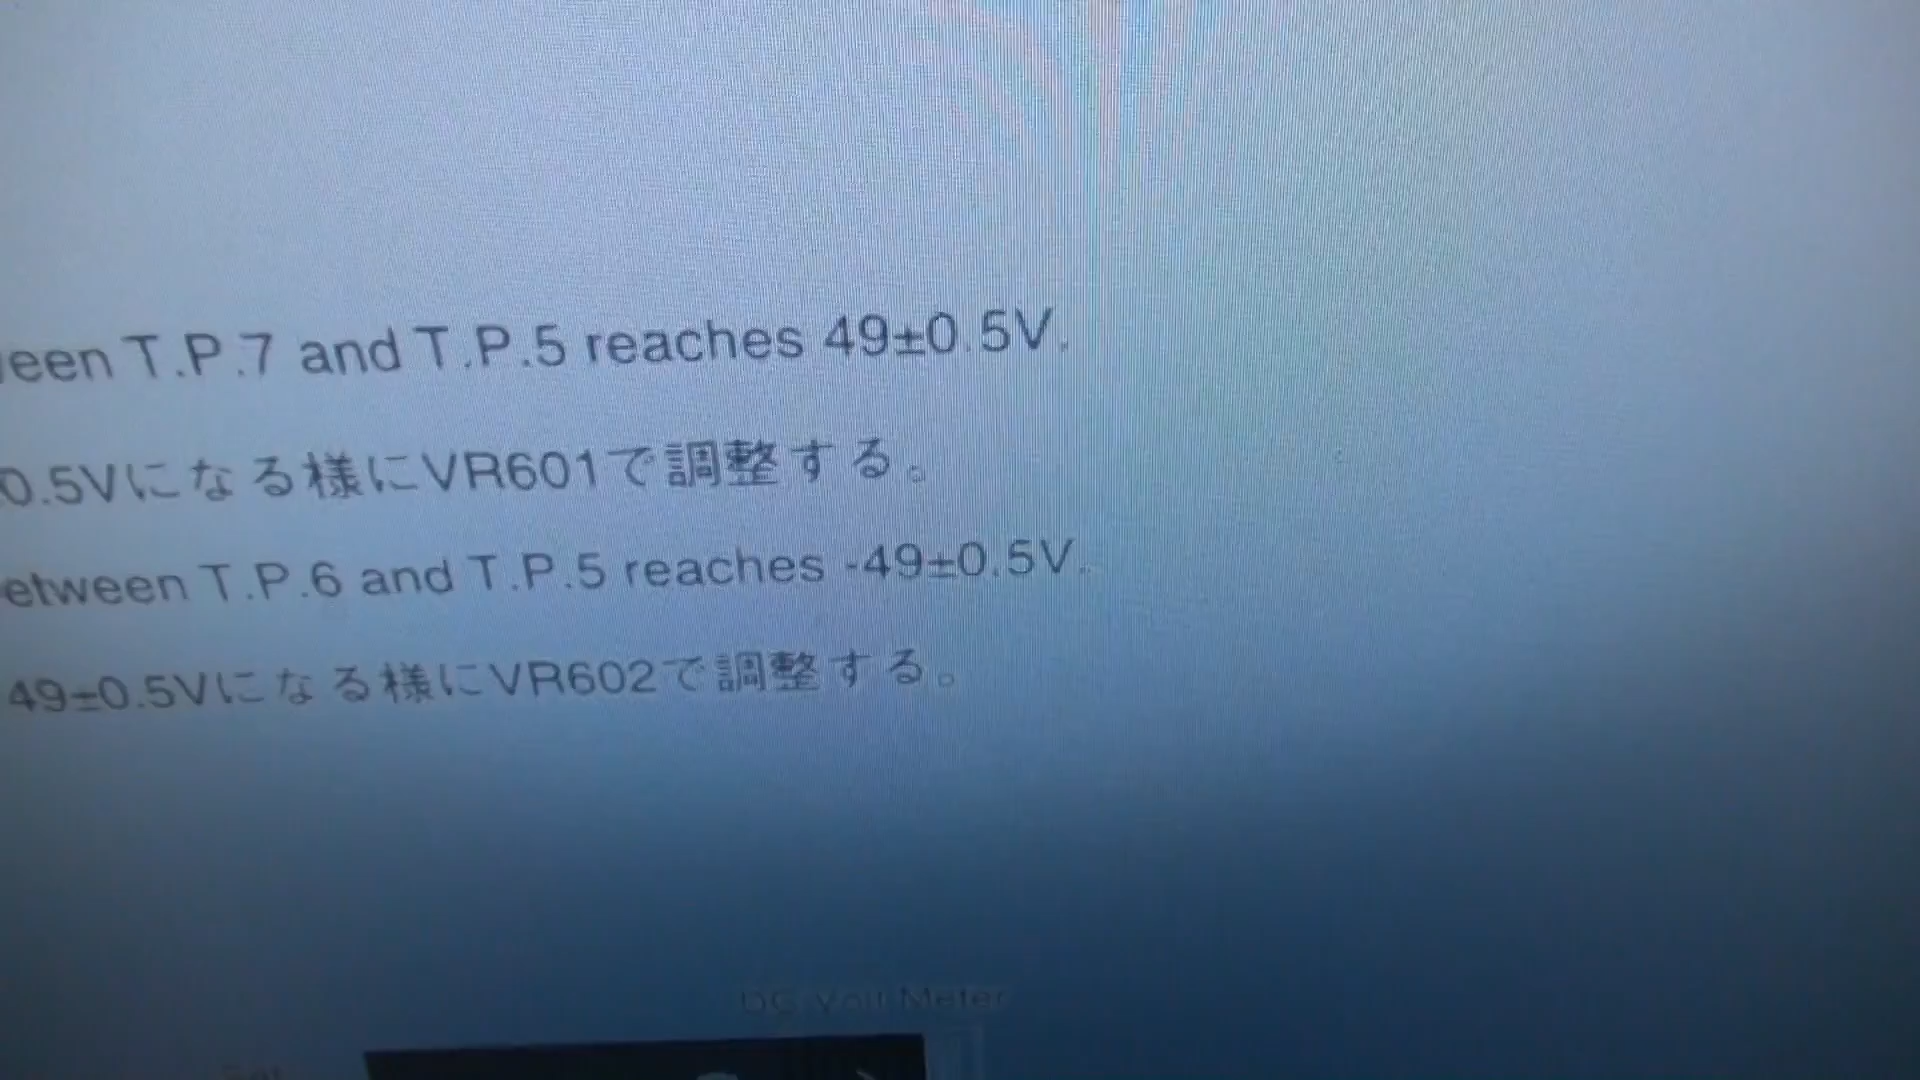 een T.P.7 and T.P.5 reaches 49±0.5V.
0.5Vになる様にVR601で調整する。
etween T.P.6 and T.P.5 reaches -49±0.5V.
49±0.5Vになる様にVR602で調整する。
DC Volt Meter